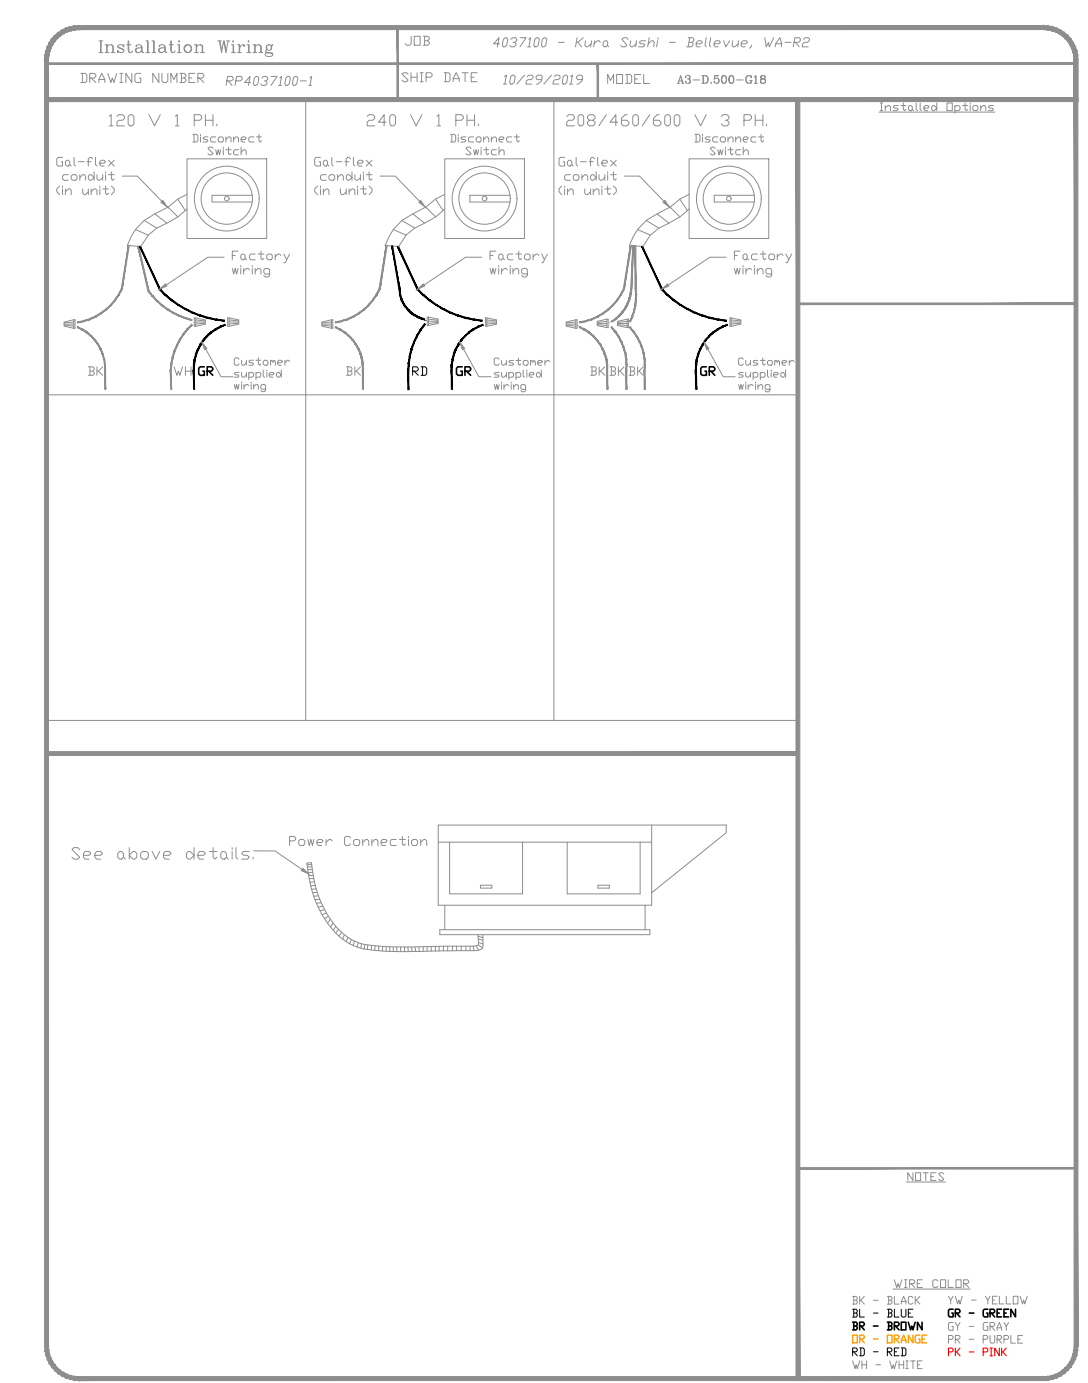 Installation Wiring
JOB
4037100 - Kura Sushi - Bellevue, WA-R2
DRAWING NUMBER
RP4037100-1
SHIP DATE
10/29/2019
MODEL
A3-D.500-G18
120 V 1 PH.
Disconnect
Switch
Gal-flex
conduit
(in unit)
Factory
wiring
BK
WH
GR
Customer
supplied
wiring
240 V 1 PH.
Disconnect
Switch
Gal-flex
conduit
(in unit)
Factory
wiring
BK
RD
GR
Customer
supplied
wiring
208/460/600 V 3 PH.
Disconnect
Switch
Gal-flex
conduit
(in unit)
Factory
wiring
BK
BK
BK
GR
Customer
supplied
wiring
Installed Options
See above details.
Power Connection
NOTES
WIRE COLOR
BK - BLACK
YW - YELLOW
BL - BLUE
GR - GREEN
BR - BROWN
GY - GRAY
OR - ORANGE
PR - PURPLE
RD - RED
PK - PINK
WH - WHITE